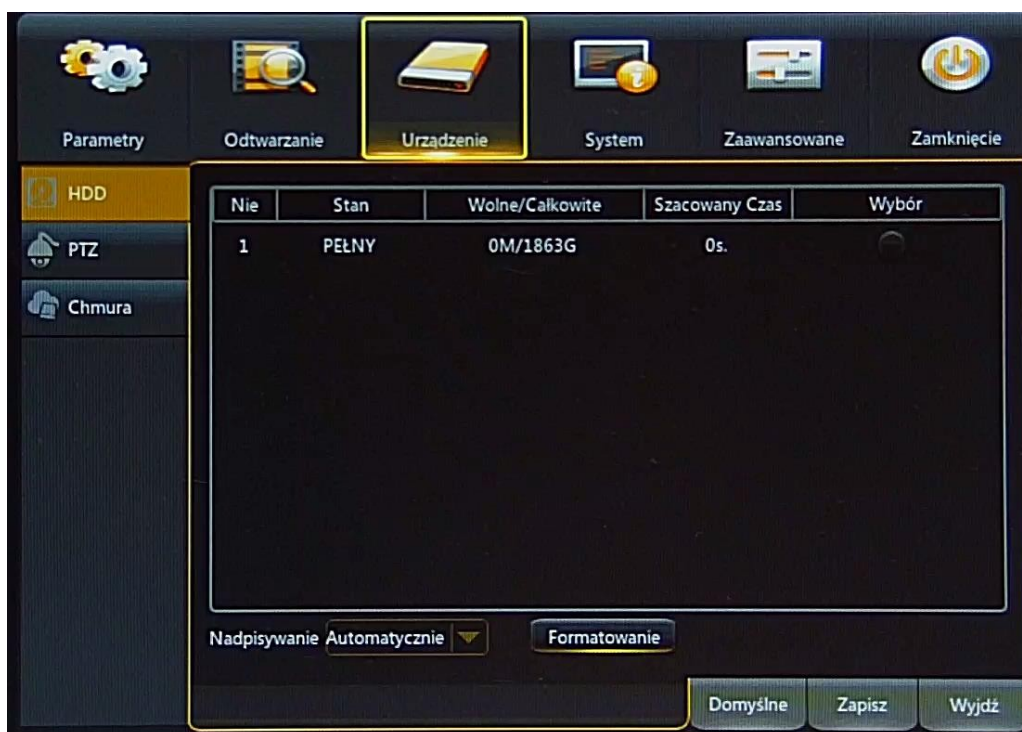 Parametry Odtwarzanie Urządzenie System Zaawansowane Zamknięcie
HDD
PTZ
Chmura
Nie Stan Wolne/Całkowite Szacowany Czas Wybór
1 PEŁNY 0M/1863G 0s.
Nadpisywanie Automatycznie Formatowanie
Domyślne Zapisz Wyjdź